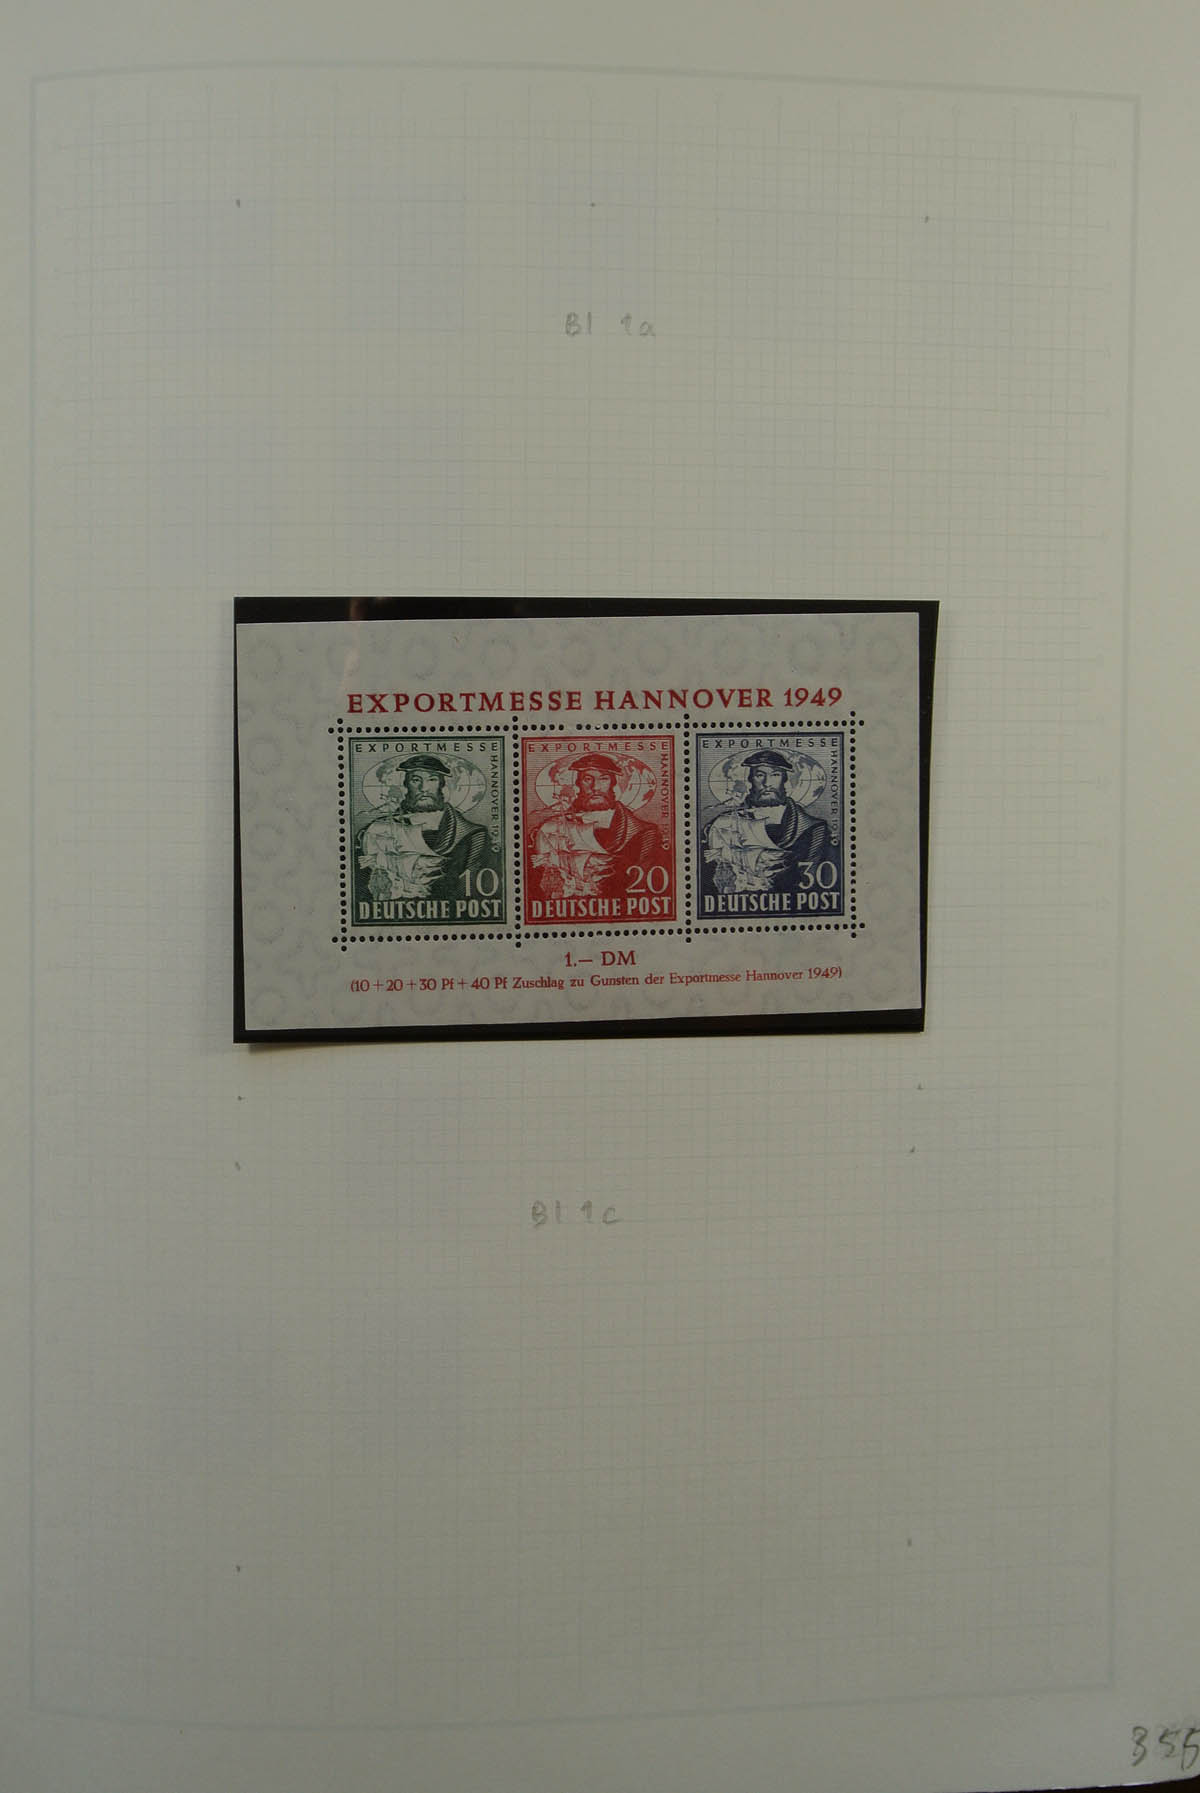 Bl 1a
EXPORTMESSE HANNOVER 1949
EXPORTMESSE
HANNOVER 1949
10
DEUTSCHE POST
EXPORTMESSE
HANNOVER 1949
20
DEUTSCHE POST
EXPORTMESSE
HANNOVER 1949
30
DEUTSCHE POST
1.— DM
(10+20+30 Pf+40 Pf Zuschlag zu Gunsten der Exportmesse Hannover 1949)
Bl 1c